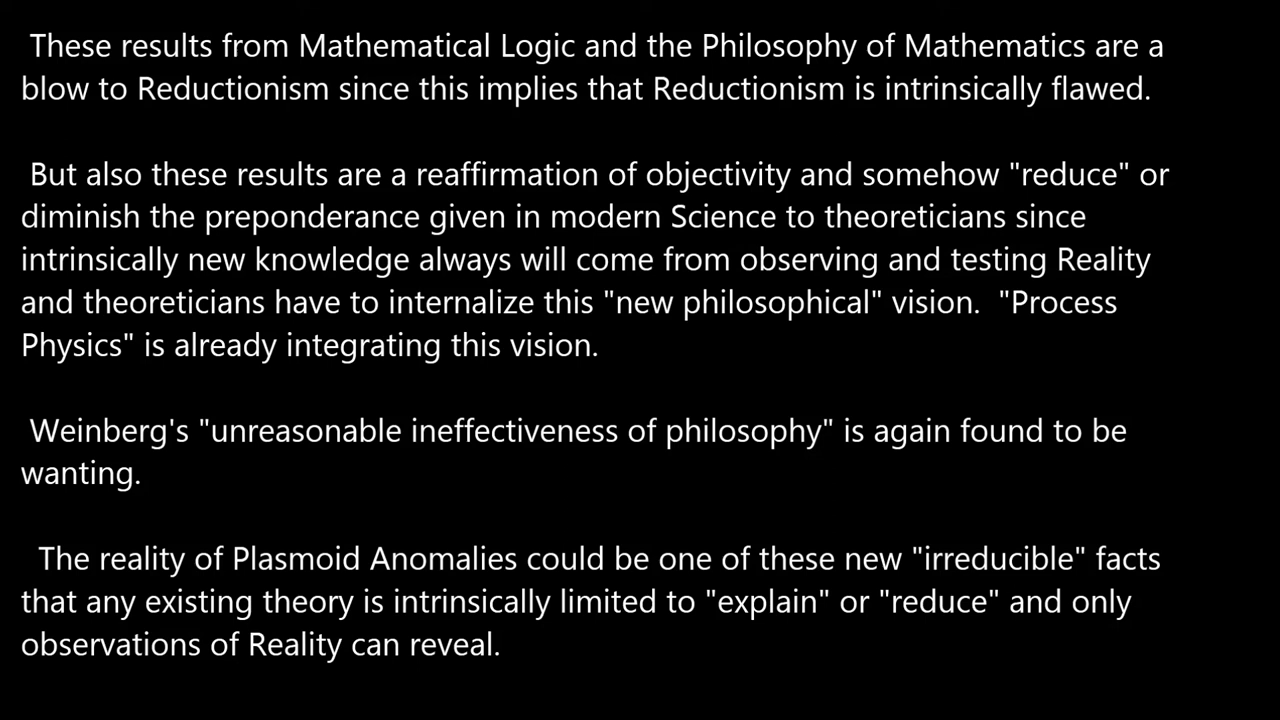 These results from Mathematical Logic and the Philosophy of Mathematics are a
blow to Reductionism since this implies that Reductionism is intrinsically flawed.
But also these results are a reaffirmation of objectivity and somehow "reduce" or
diminish the preponderance given in modern Science to theoreticians since
intrinsically new knowledge always will come from observing and testing Reality
and theoreticians have to internalize this "new philosophical" vision.  "Process
Physics" is already integrating this vision.
Weinberg's "unreasonable ineffectiveness of philosophy" is again found to be
wanting.
The reality of Plasmoid Anomalies could be one of these new "irreducible" facts
that any existing theory is intrinsically limited to "explain" or "reduce" and only
observations of Reality can reveal.